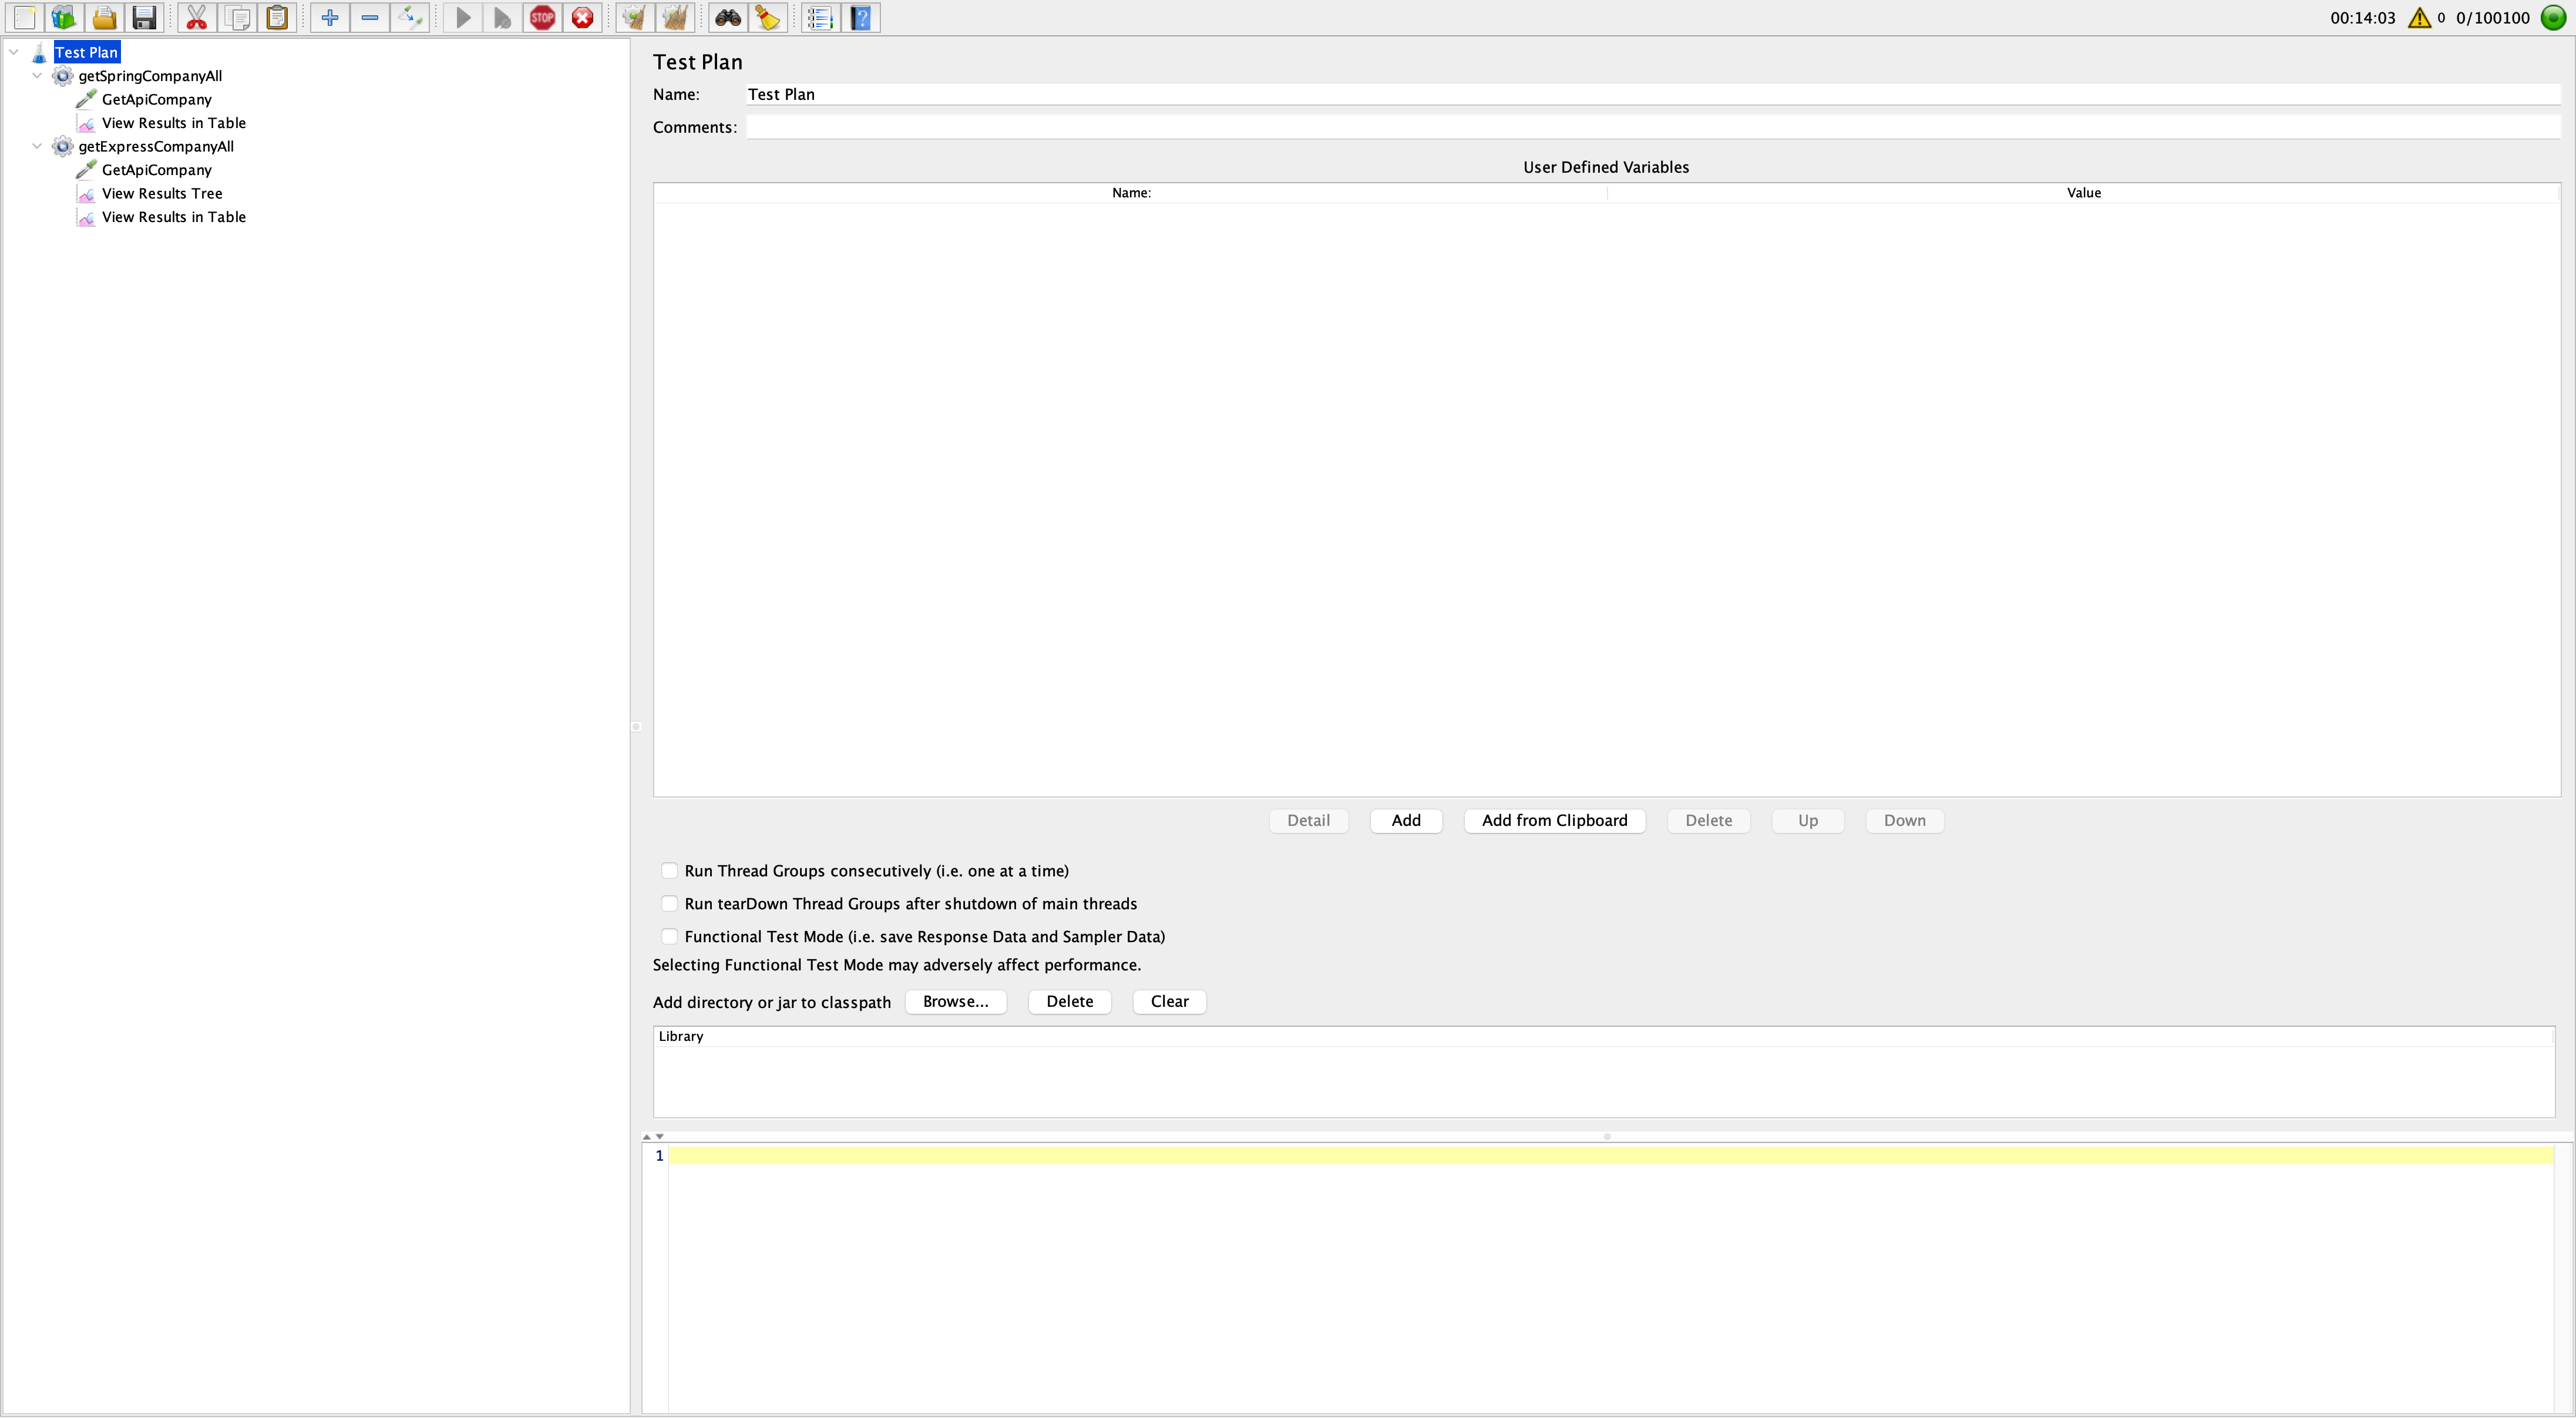 STOP
?
00:14:03 0 0/100100
Test Plan
getSpringCompanyAll
GetApiCompany
View Results in Table
getExpressCompanyAll
GetApiCompany
View Results Tree
View Results in Table
Test Plan
Name: Test Plan
Comments:
User Defined Variables
Name: Value
Detail Add Add from Clipboard Delete Up Down
Run Thread Groups consecutively (i.e. one at a time)
Run tearDown Thread Groups after shutdown of main threads
Functional Test Mode (i.e. save Response Data and Sampler Data)
Selecting Functional Test Mode may adversely affect performance.
Add directory or jar to classpath Browse... Delete Clear
Library
1